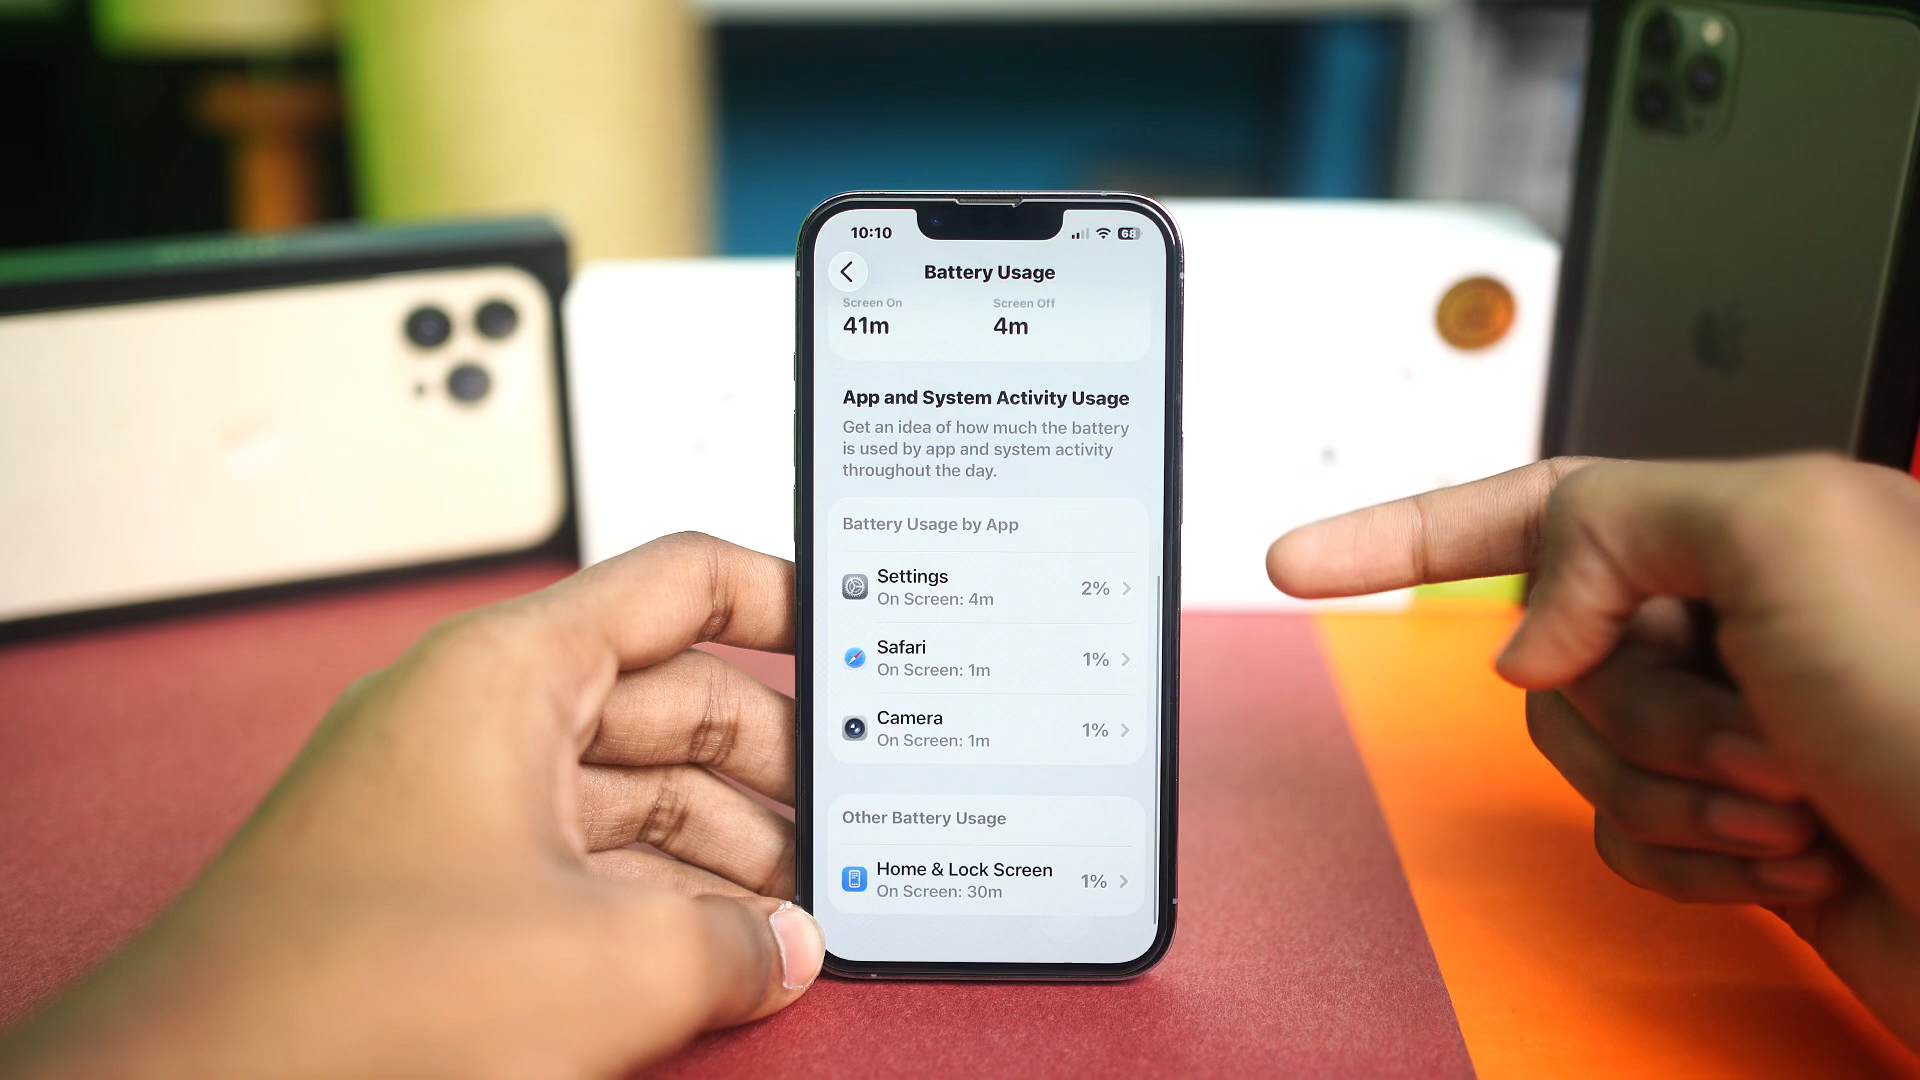 10:10
68
Battery Usage
Screen On
Screen Off
41m
4m
App and System Activity Usage
Get an idea of how much the battery
is used by app and system activity
throughout the day.
Battery Usage by App
Settings
On Screen: 4m
2%
Safari
On Screen: 1m
1%
Camera
On Screen: 1m
1%
Other Battery Usage
Home & Lock Screen
On Screen: 30m
1%